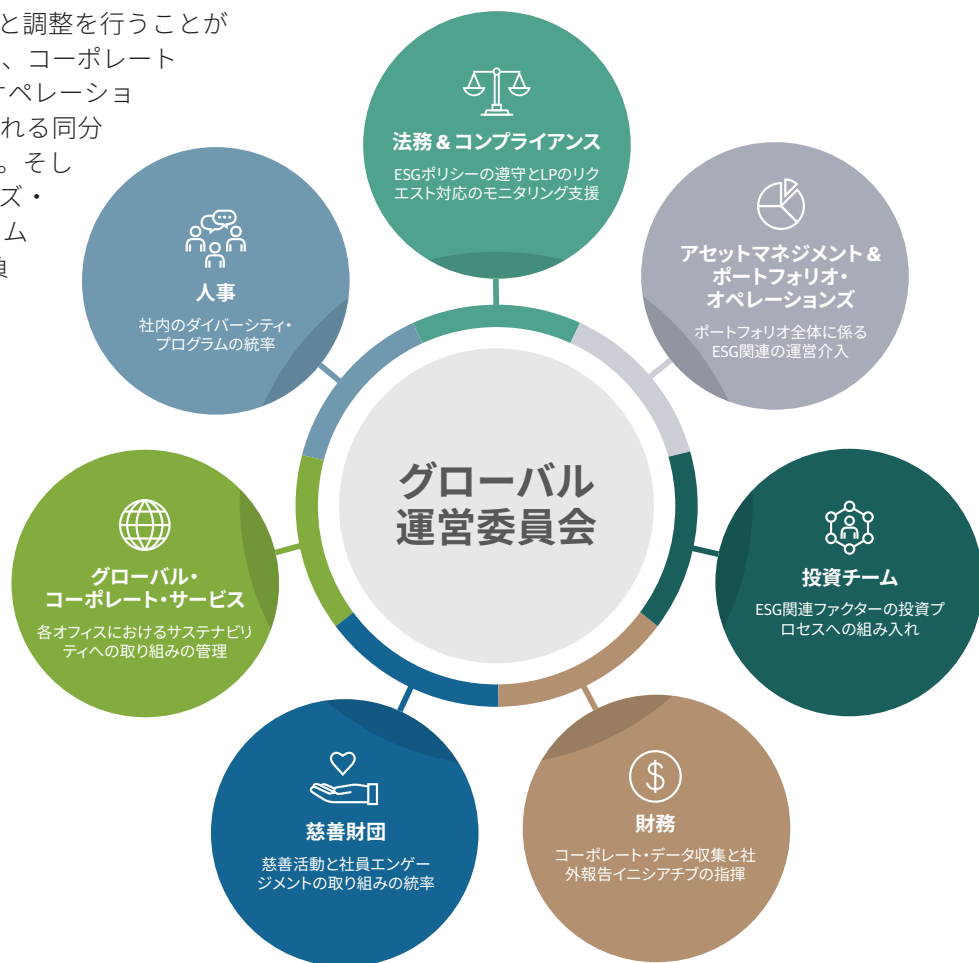 と調整を行うことが
、コーポレート
オペレーショ
れる同分
。そし
ズ・
ム
法務 & コンプライアンス
ESGポリシーの遵守とLPのリク
エスト対応のモニタリング支援
アセットマネジメント &
ポートフォリオ・
オペレーションズ
ポートフォリオ全体に係る
ESG関連の運営介入
人事
社内のダイバーシティ・
プログラムの統率
グローバル
運営委員会
投資チーム
ESG関連ファクターの投資プ
ロセスへの組み入れ
グローバル・
コーポレート・サービス
各オフィスにおけるサステナビリ
ティへの取り組みの管理
慈善財団
慈善活動と社員エンゲー
ジメントの取り組みの統率
財務
コーポレート・データ収集と社
外報告イニシアチブの指揮